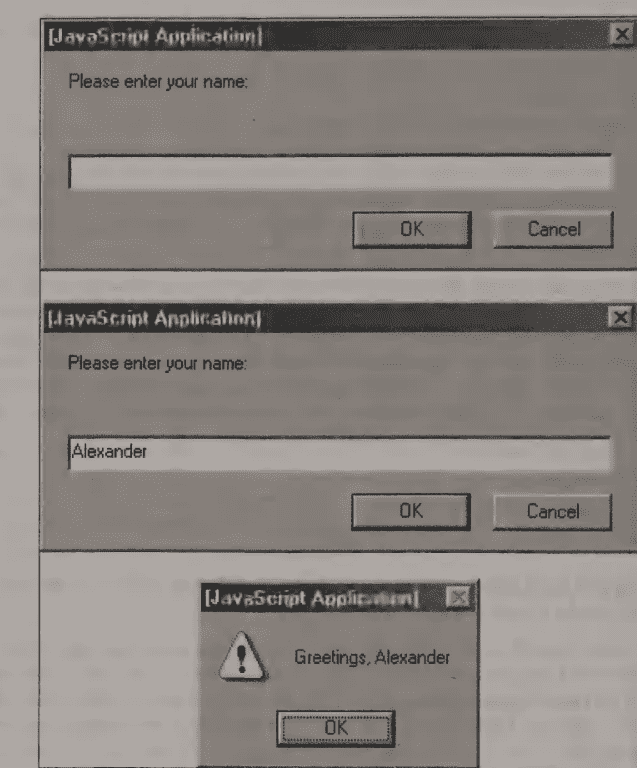 [JavaScript Application]
Please enter your name:
OK Cancel
[JavaScript Application]
Please enter your name:
Alexander
OK Cancel
[JavaScript Application]
Greetings, Alexander
OK